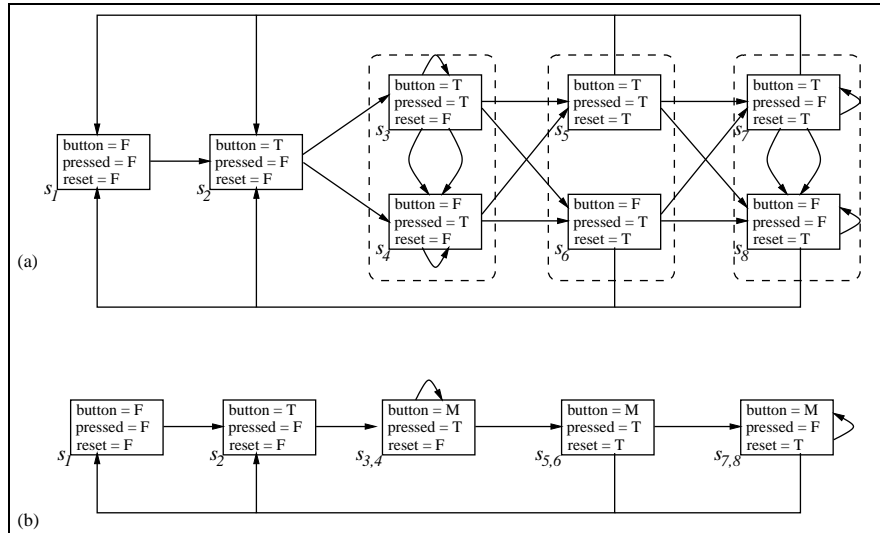 button = T
pressed = T
reset = F
s3
button = T
pressed = T
reset = T
s5
button = T
pressed = F
reset = T
s7
button = F
pressed = F
reset = F
s1
button = T
pressed = F
reset = F
s2
button = F
pressed = T
reset = F
s4
button = F
pressed = T
reset = T
s6
button = F
pressed = F
reset = T
s8
(a)
button = F
pressed = F
reset = F
s1
button = T
pressed = F
reset = F
s2
button = M
pressed = T
reset = F
s3,4
button = M
pressed = T
reset = T
s5,6
button = M
pressed = F
reset = T
s7,8
(b)